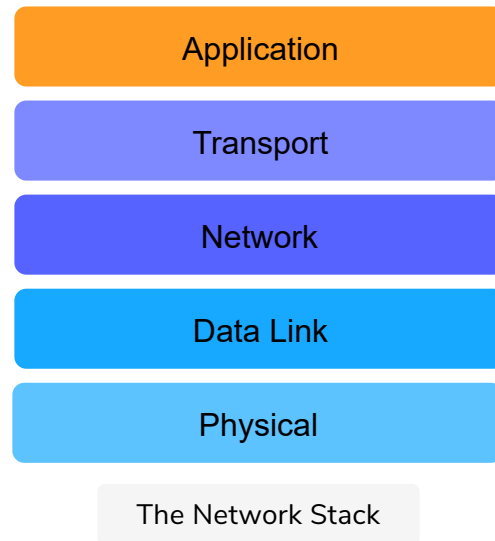 Application
Transport
Network
Data Link
Physical
The Network Stack